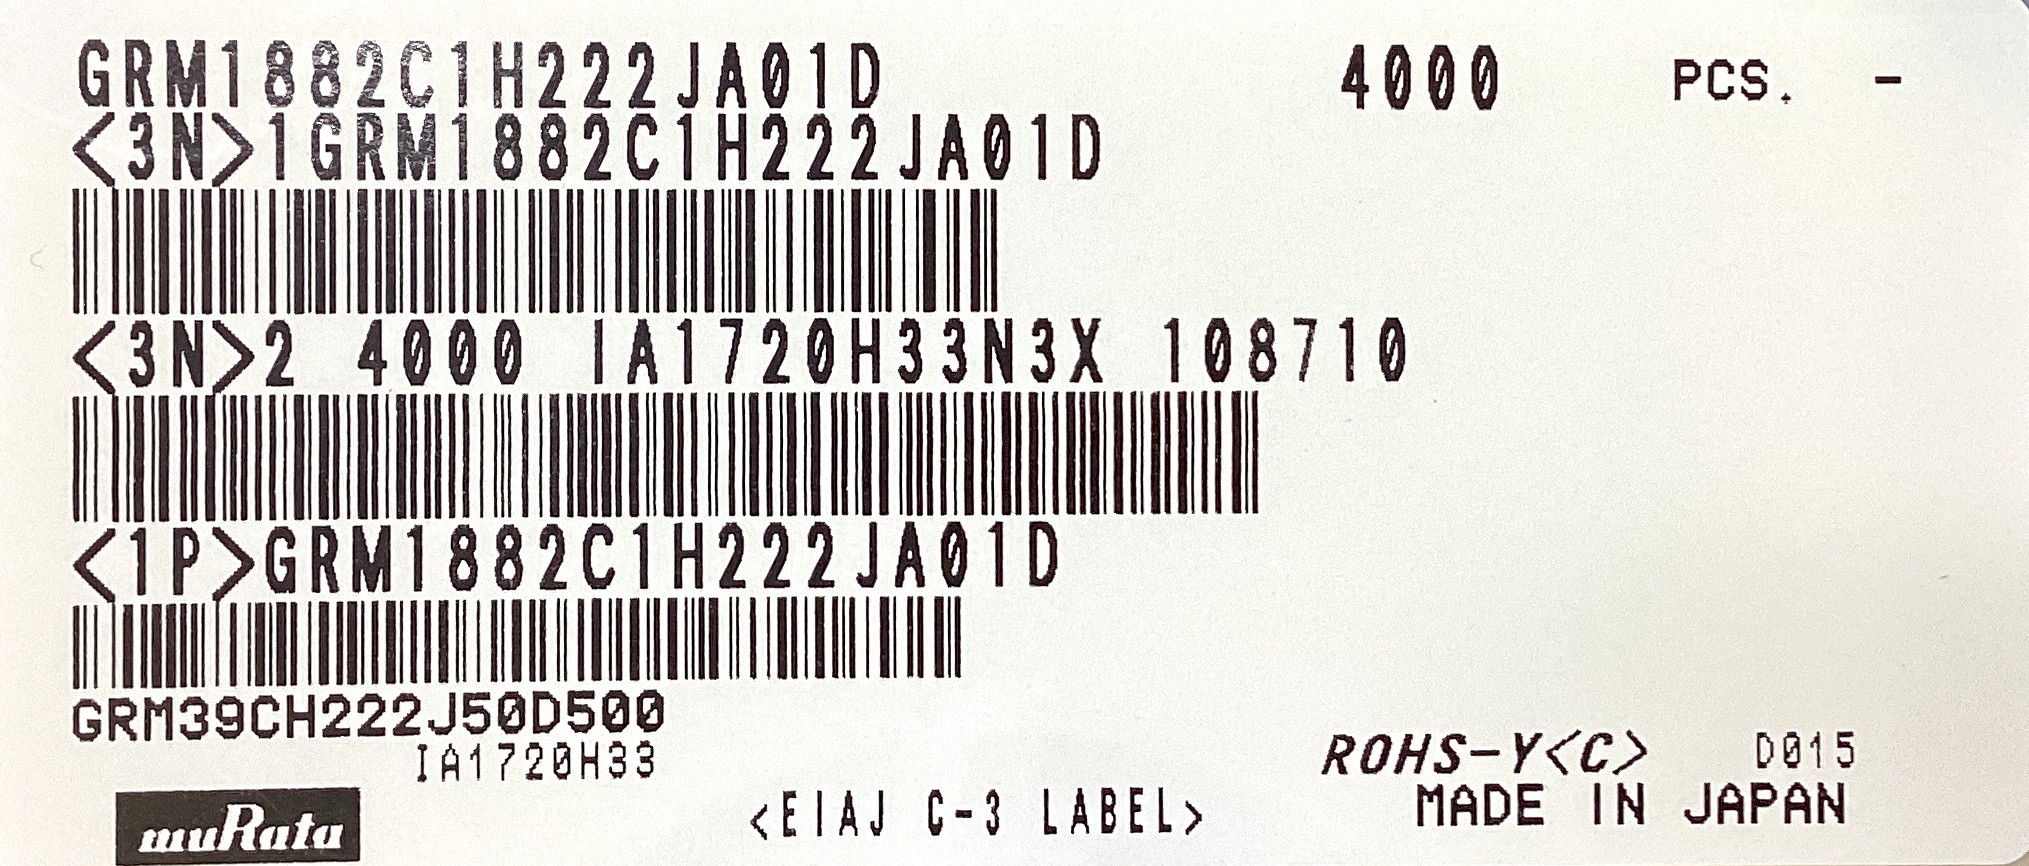 GRM1882C1H222JA01D 4000 PCS. -
<3N>1GRM1882C1H222JA01D
<3N>2 4000 IA1720H33N3X 108710
<1P>GRM1882C1H222JA01D
GRM39CH222J50D500
IA1720H33
ROHS-Y<C> D015
muRata
<EIAJ C-3 LABEL>
MADE IN JAPAN